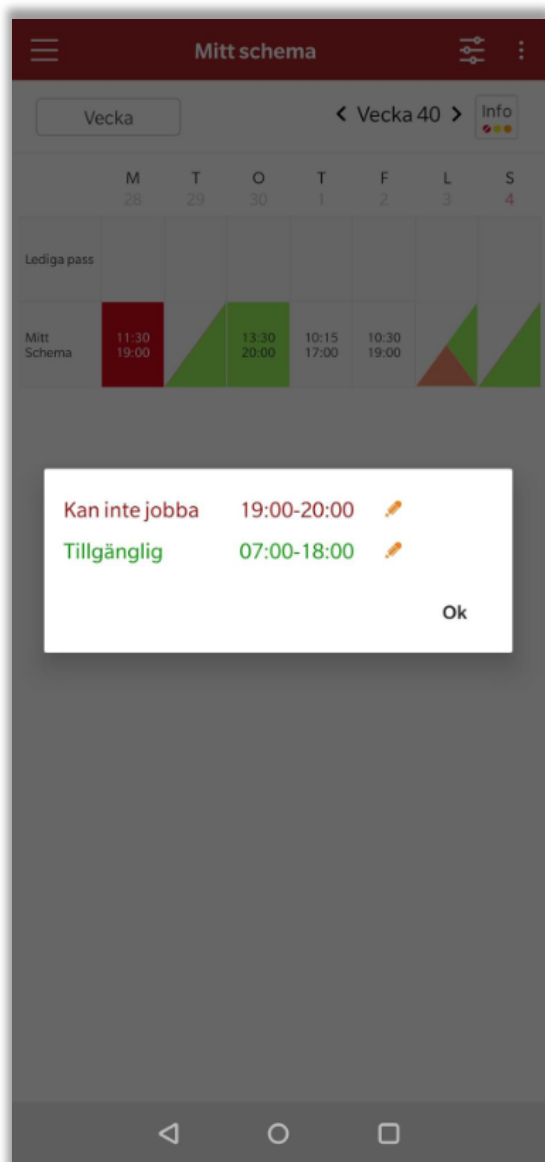 Mitt schema
Vecka
< Vecka 40 >
Info
M T O T F L S
28 29 30 1 2 3 4
Lediga pass
Mitt Schema
11:30 19:00
13:30 20:00
10:15 17:00
10:30 19:00
Kan inte jobba 19:00-20:00
Tillgänglig 07:00-18:00
Ok